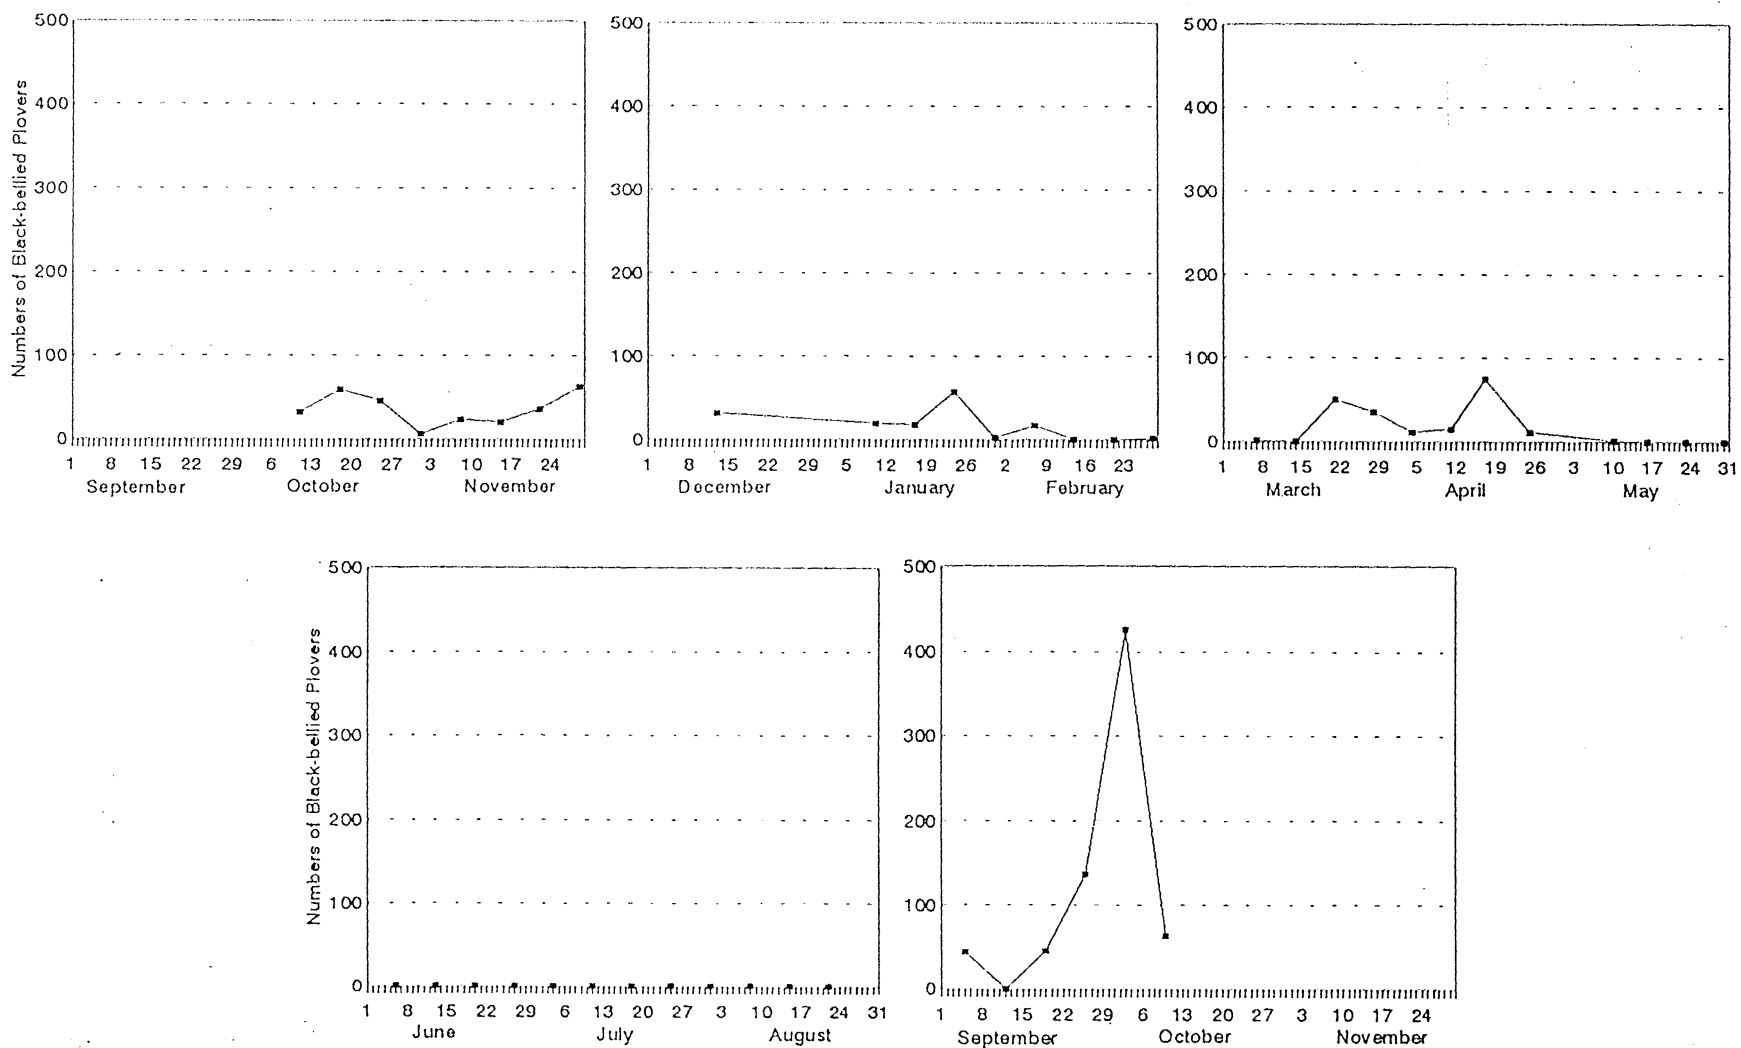 500
400
300
200
100
0
Numbers of Black-bellied Plovers
1 8 15 22 29 6 13 20 27 3 10 17 24
September October November
500
400
300
200
100
0
1 8 15 22 29 5 12 19 26 2 9 16 23
December January February
500
400
300
200
100
0
1 8 15 22 29 5 12 19 26 3 10 17 24 31
March April May
500
400
300
200
100
0
Numbers of Black-bellied Plovers
1 8 15 22 29 6 13 20 27 3 10 17 24 31
June July August
500
400
300
200
100
0
1 8 15 22 29 6 13 20 27 3 10 17 24
September October November